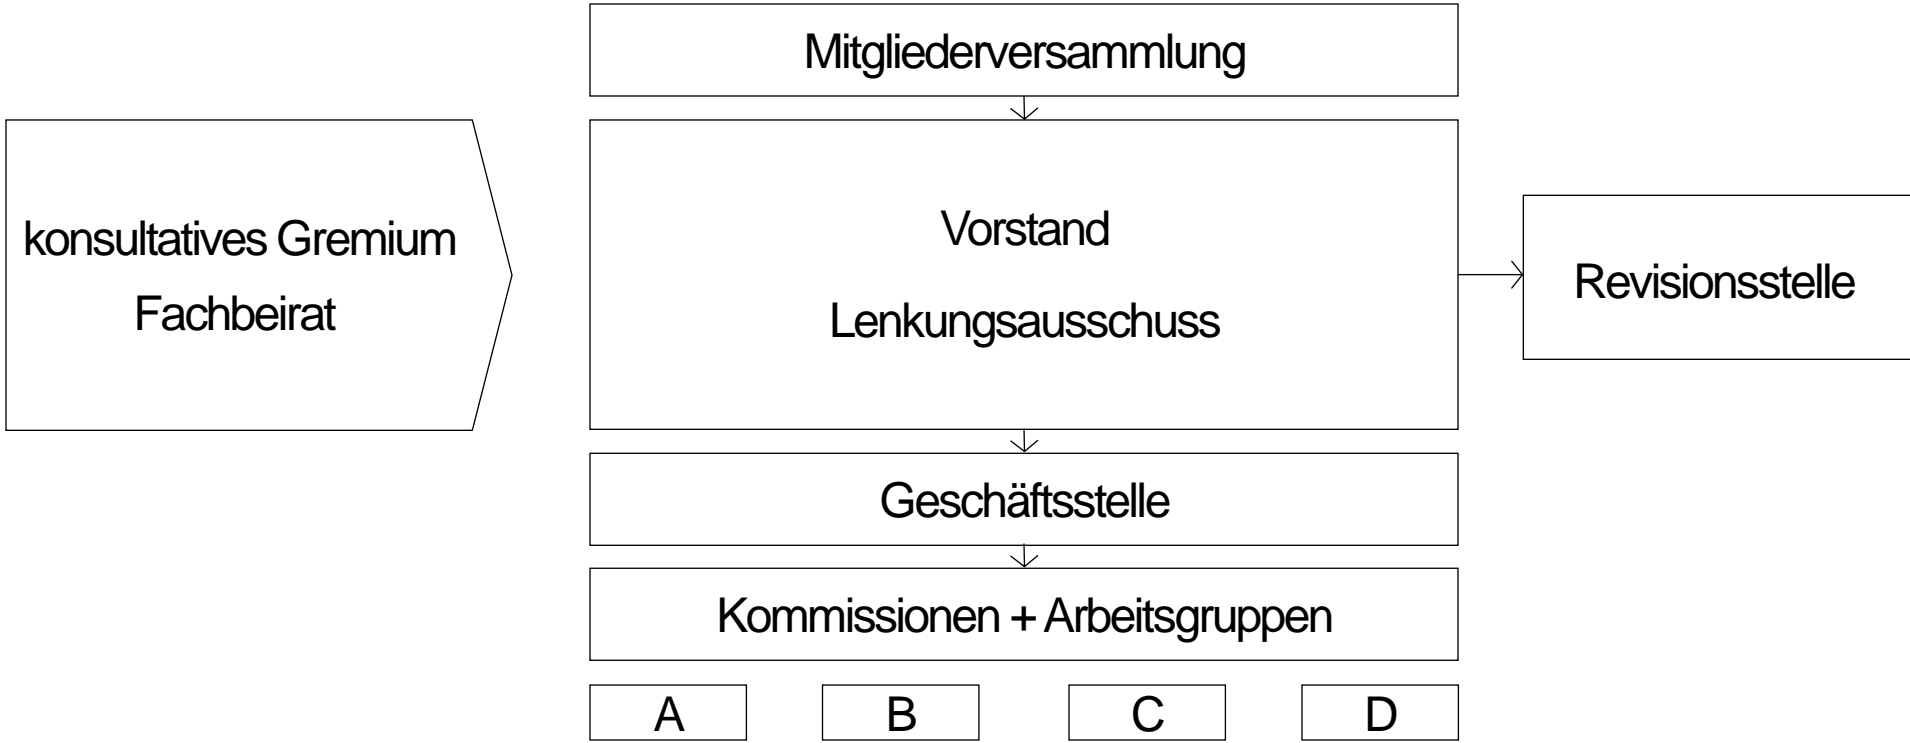 Mitgliederversammlung
konsultatives Gremium
Fachbeirat
Vorstand
Lenkungsausschuss
Revisionsstelle
Geschäftsstelle
Kommissionen + Arbeitsgruppen
A
B
C
D